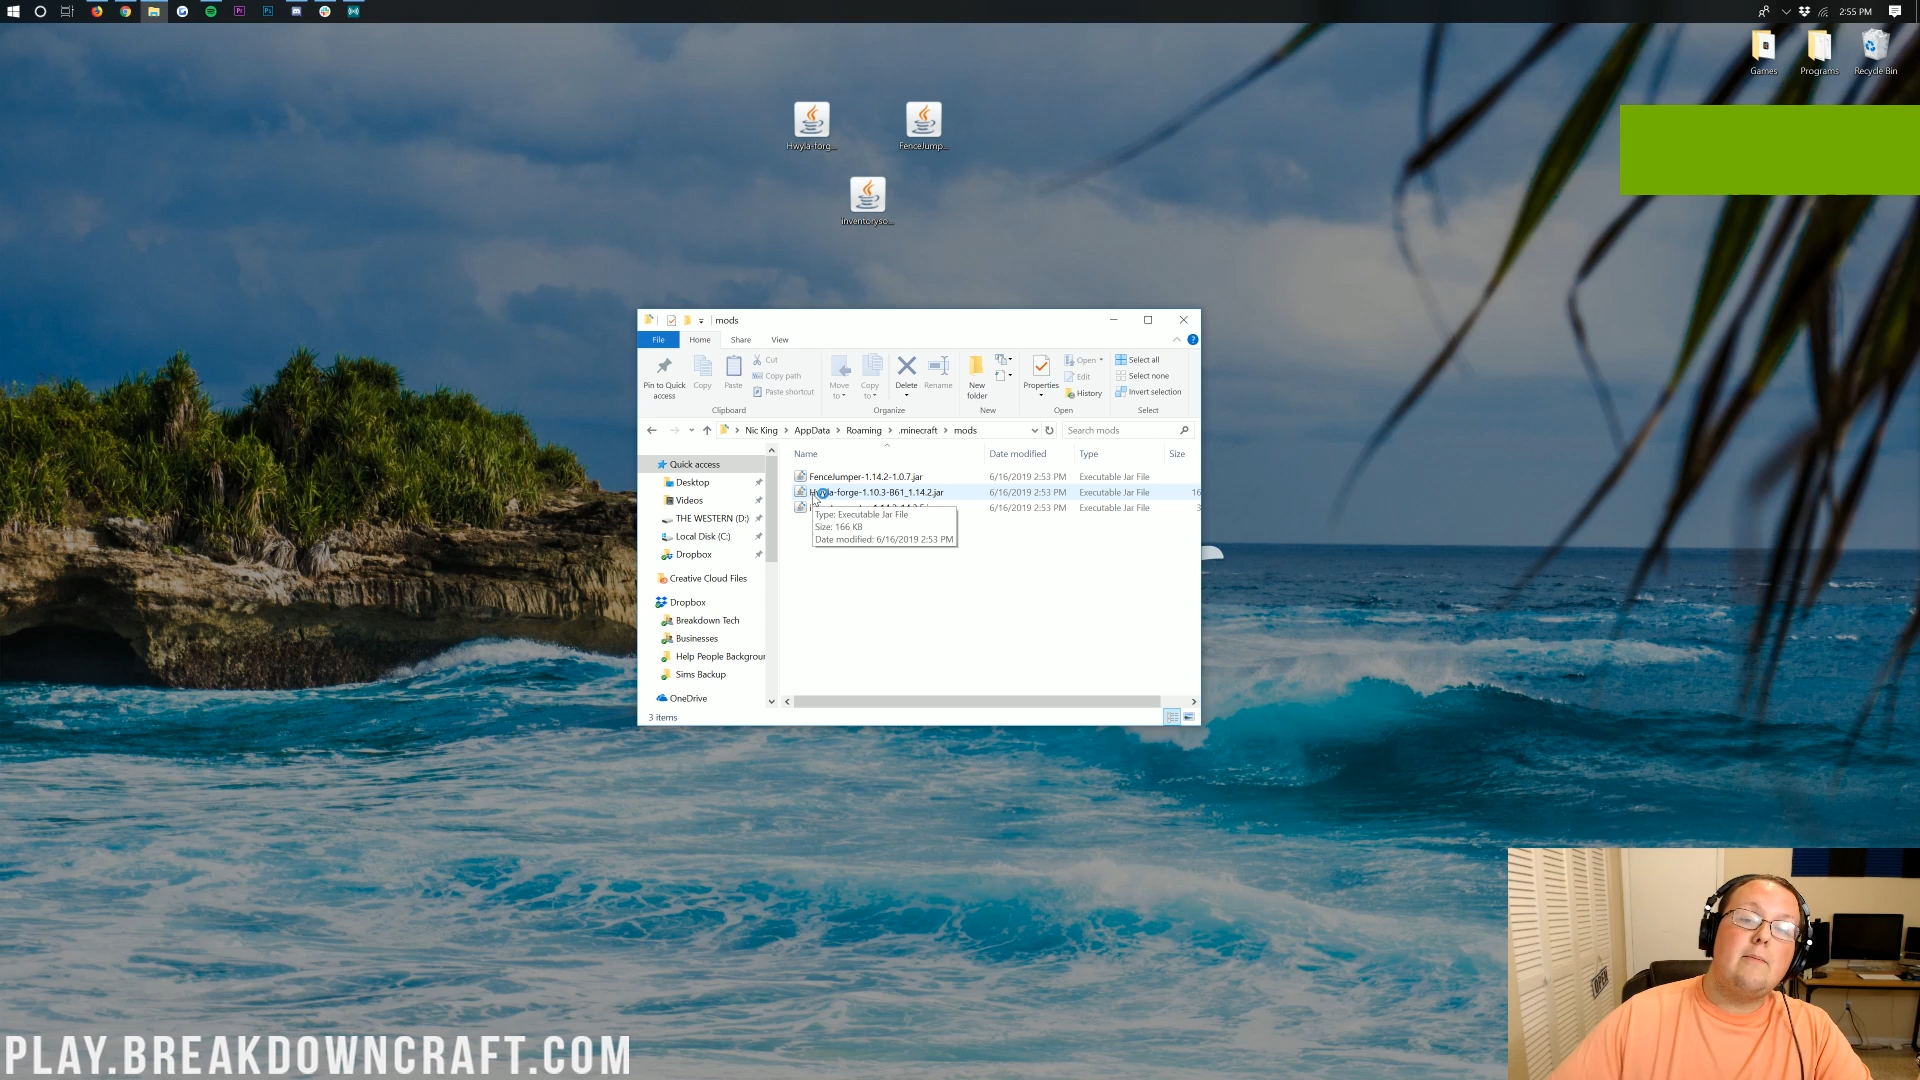 2:55 PM
Games
Programs
Recycle Bin
Hwyla-forg...
FenceJump...
inventoryso...
mods
File
Home
Share
View
Pin to Quick access
Copy
Paste
Cut
Copy path
Paste shortcut
Move to
Copy to
Delete
Rename
New folder
Properties
Open
Edit
History
Select all
Select none
Invert selection
Clipboard
Organize
New
Open
Select
Nic King
AppData
Roaming
.minecraft
mods
Search mods
Name
Date modified
Type
Size
Quick access
Desktop
Videos
THE WESTERN (D:)
Local Disk (C:)
Dropbox
Creative Cloud Files
Dropbox
Breakdown Tech
Businesses
Help People Backgroun
Sims Backup
OneDrive
FenceJumper-1.14.2-1.0.7.jar 6/16/2019 2:53 PM Executable Jar File
Hwyla-forge-1.10.3-B61_1.14.2.jar 6/16/2019 2:53 PM Executable Jar File 16
6/16/2019 2:53 PM Executable Jar File 3
Type: Executable Jar File
Size: 166 KB
Date modified: 6/16/2019 2:53 PM
3 items
OPEN
PLAY.BREAKDOWNCRAFT.COM